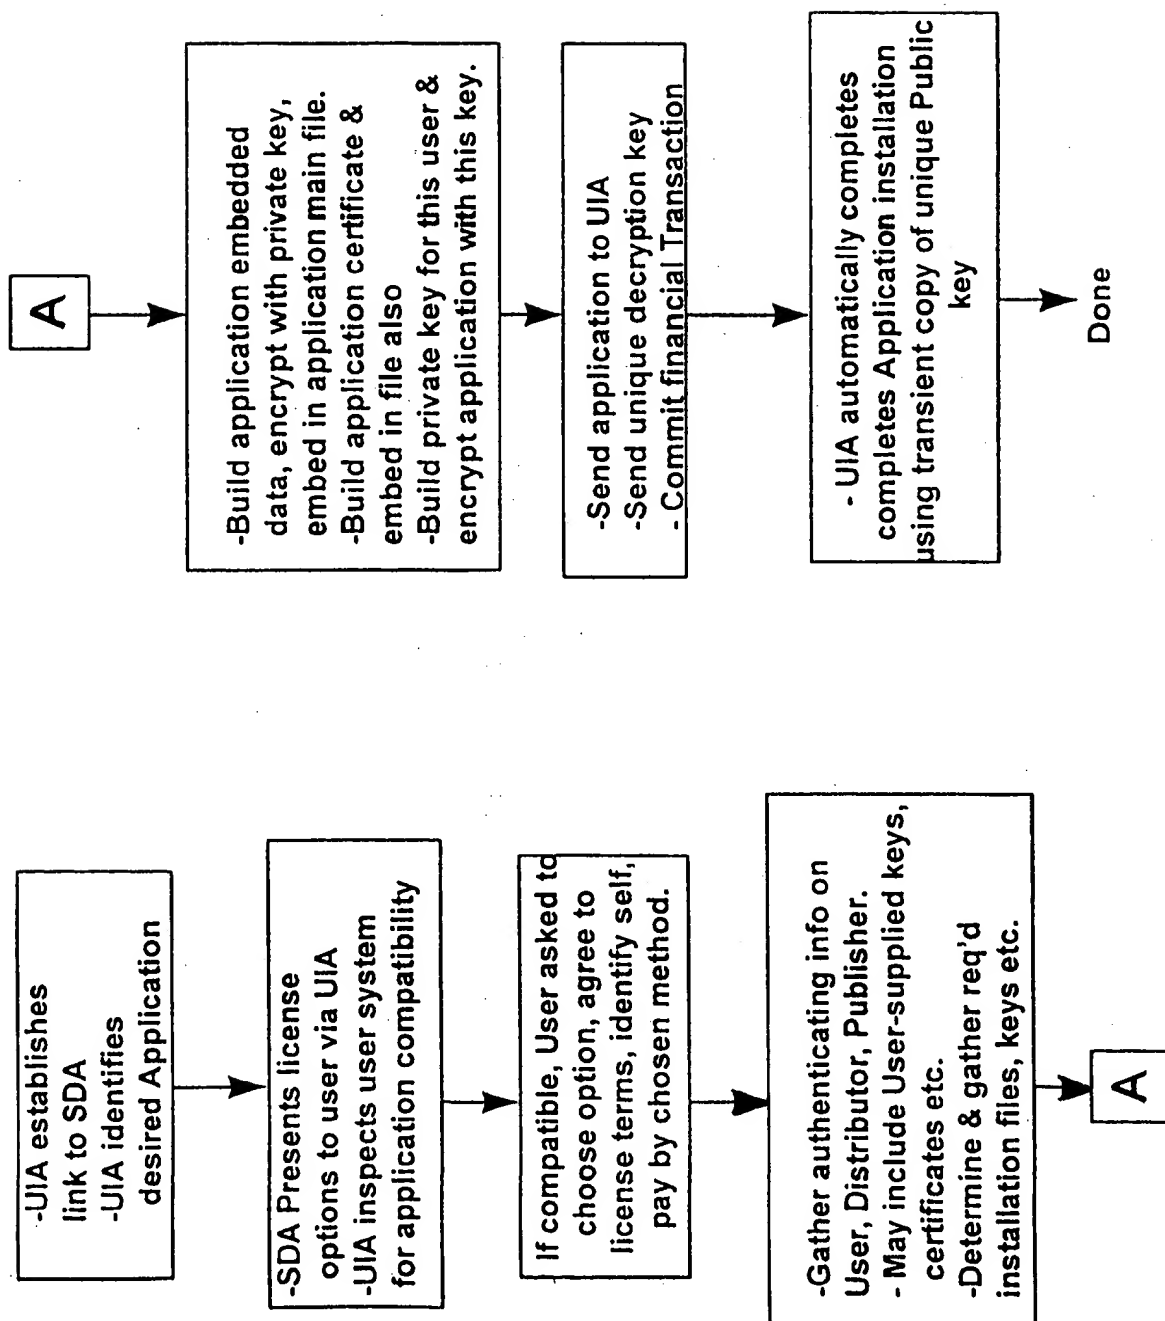 -UIA establishes
link to SDA
-UIA identifies
desired Application
-SDA Presents license
options to user via UIA
-UIA inspects user system
for application compatibility
If compatible, User asked to
choose option, agree to
license terms, identify self,
pay by chosen method.
-Gather authenticating info on
User, Distributor, Publisher.
- May include User-supplied keys,
certificates etc.
-Determine & gather req'd
installation files, keys etc.
A
A
-Build application embedded
data, encrypt with private key,
embed in application main file.
-Build application certificate &
embed in file also
-Build private key for this user &
encrypt application with this key.
-Send application to UIA
-Send unique decryption key
- Commit financial Transaction
- UIA automatically completes
completes Application installation
using transient copy of unique Public
key
Done